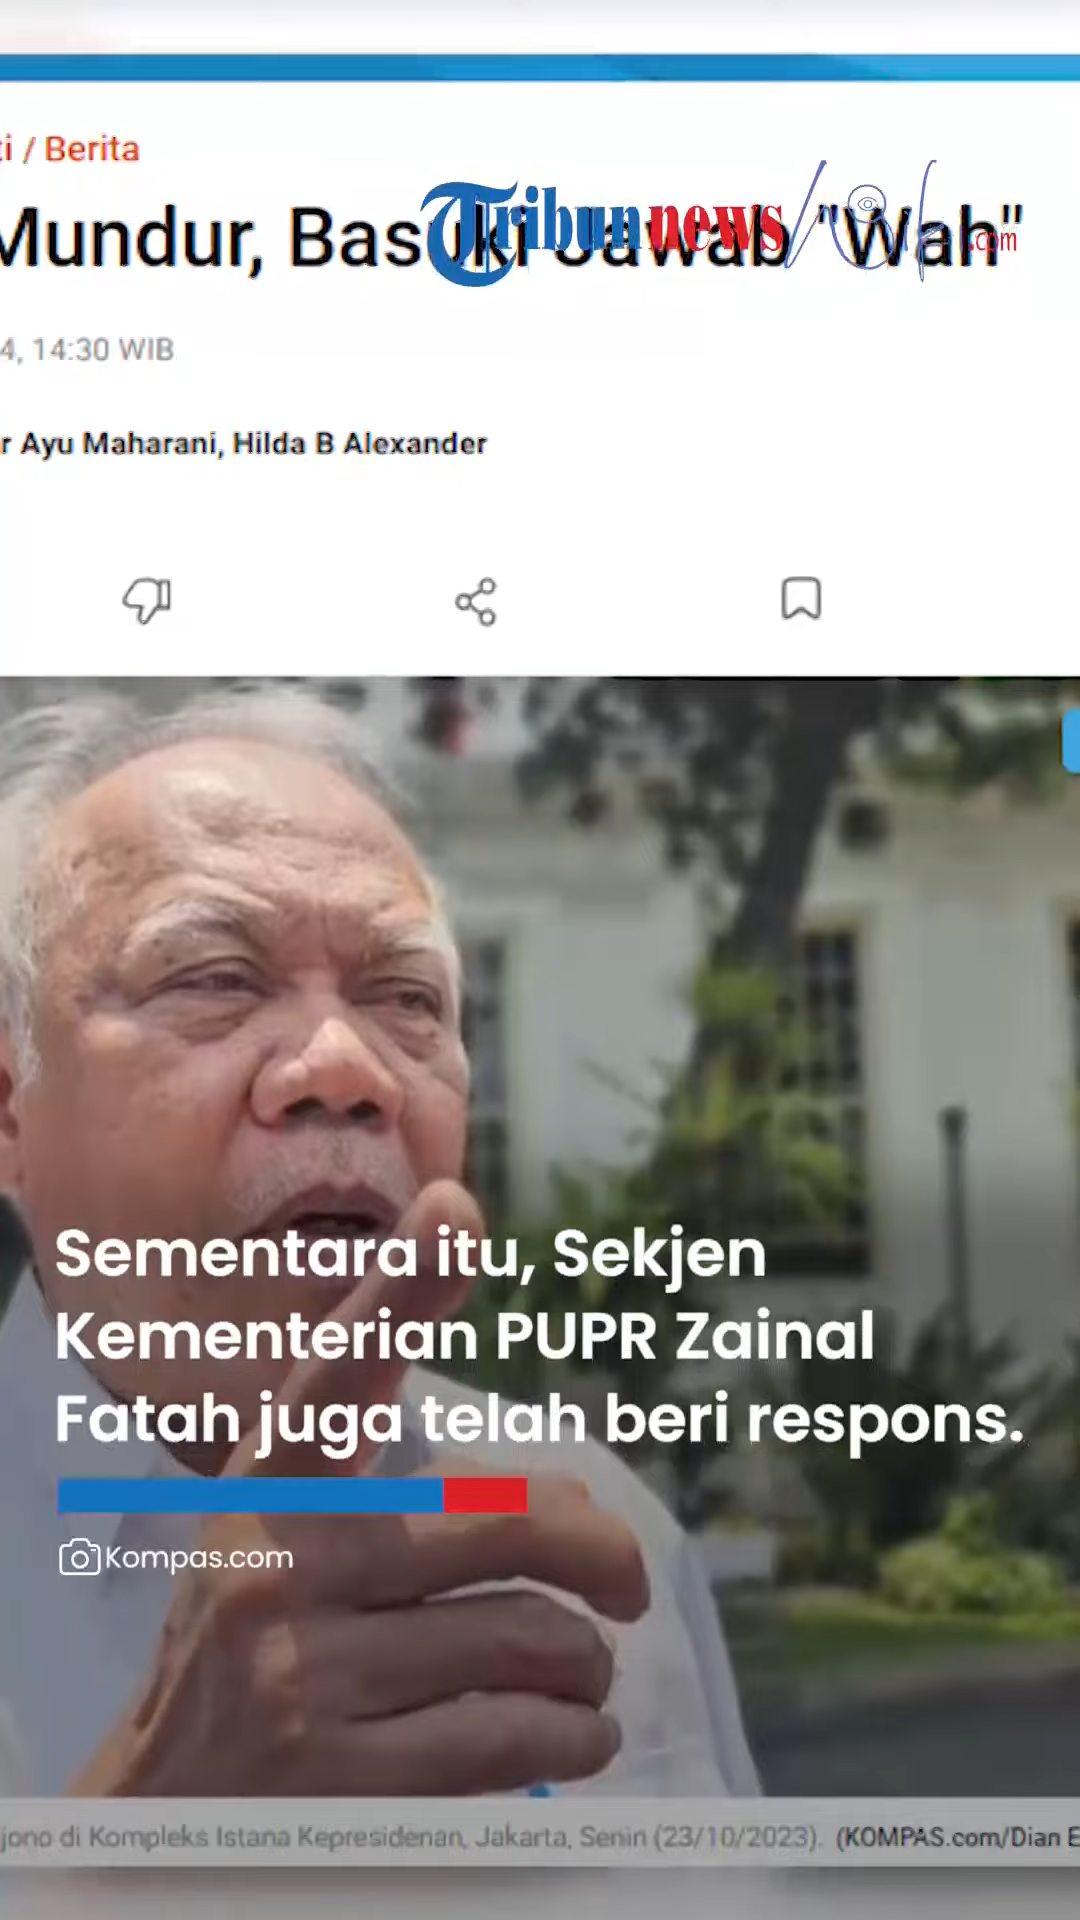 ti / Berita
Mundur, Basuki Jawab "Wah"
Tribunnews
.com
4, 14:30 WIB
r Ayu Maharani, Hilda B Alexander
Sementara itu, Sekjen
Kementerian PUPR Zainal
Fatah juga telah beri respons.
Kompas.com
jono di Kompleks Istana Kepresidenan, Jakarta, Senin (23/10/2023). (KOMPAS.com/Dian E